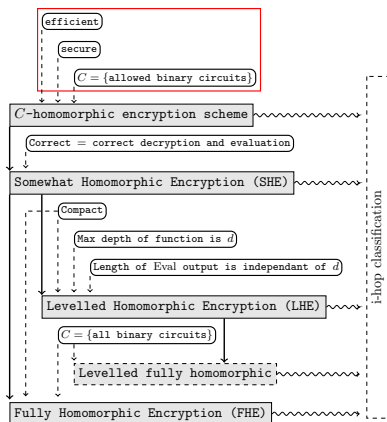 efficient
secure
C = {allowed binary circuits}
C-homomorphic encryption scheme
Correct = correct decryption and evaluation
Somewhat Homomorphic Encryption (SHE)
Compact
Max depth of function is d
Length of Eval output is independant of d
Levelled Homomorphic Encryption (LHE)
C = {all binary circuits}
Levelled fully homomorphic
Fully Homomorphic Encryption (FHE)
i-hop classification